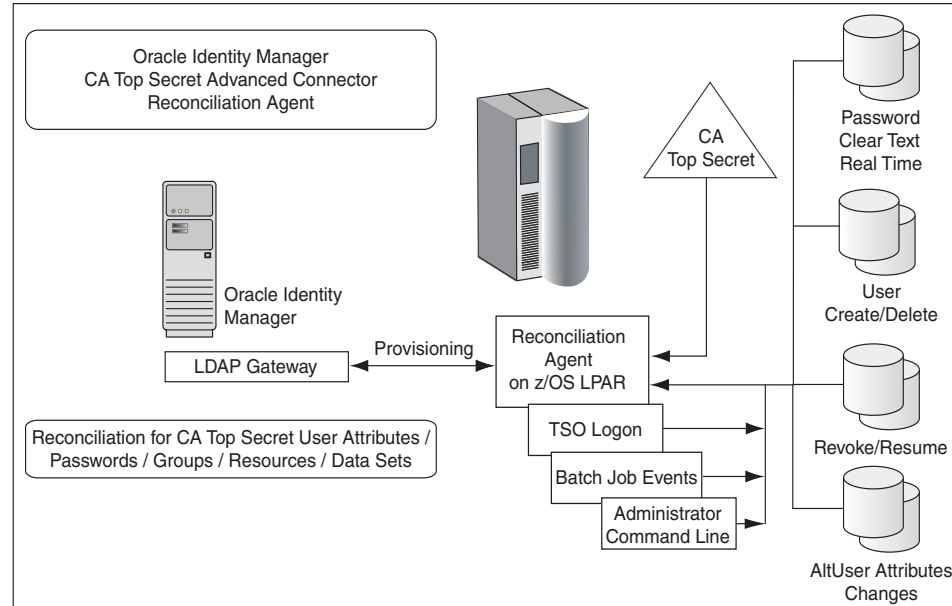 Oracle Identity Manager
CA Top Secret Advanced Connector
Reconciliation Agent
CA
Top Secret
Password
Clear Text
Real Time
User
Create/Delete
Oracle Identity
Manager
LDAP Gateway
Provisioning
Reconciliation
Agent
on z/OS LPAR
TSO Logon
Batch Job Events
Administrator
Command Line
Revoke/Resume
AltUser Attributes
Changes
Reconciliation for CA Top Secret User Attributes /
Passwords / Groups / Resources / Data Sets